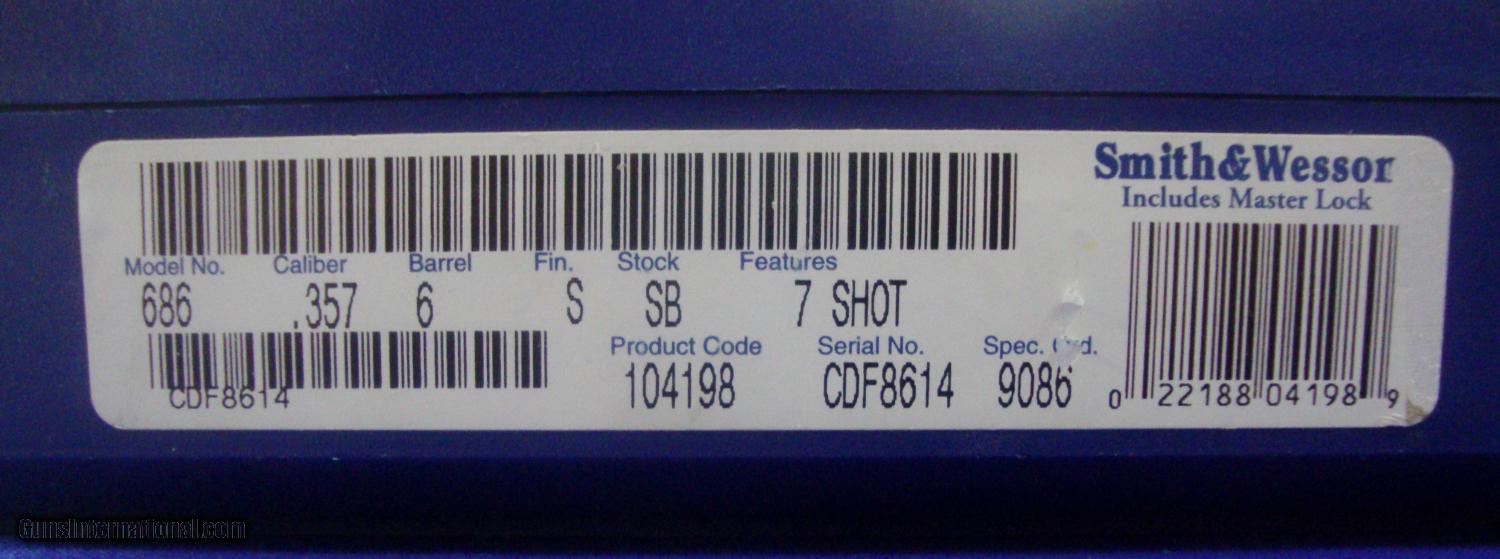 Smith&Wesson
Includes Master Lock
Model No. Caliber Barrel Fin. Stock Features
686 .357 6 S SB 7 SHOT
Product Code Serial No. Spec.
CDF8614 104198 CDF8614 9086
0 22188 04198 9
GunsInternational.com